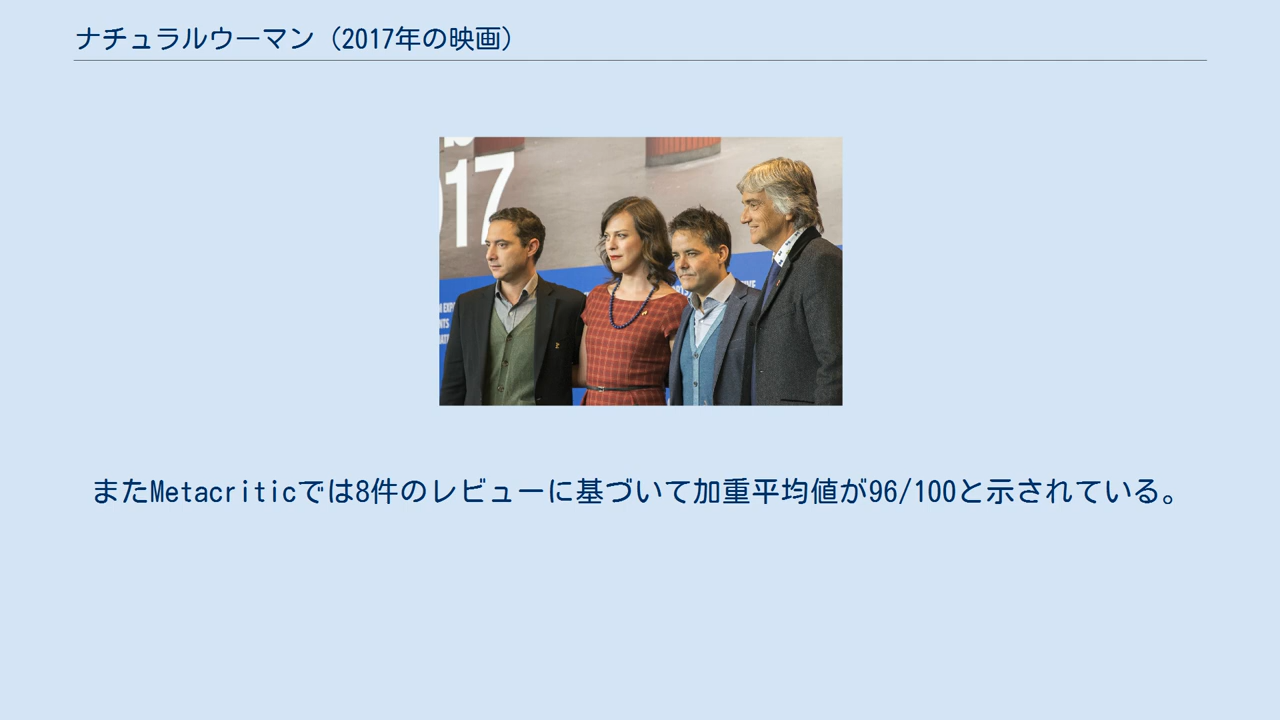 ナチュラルウーマン（2017年の映画）
017
またMetacriticでは8件のレビューに基づいて加重平均値が96/100と示されている。